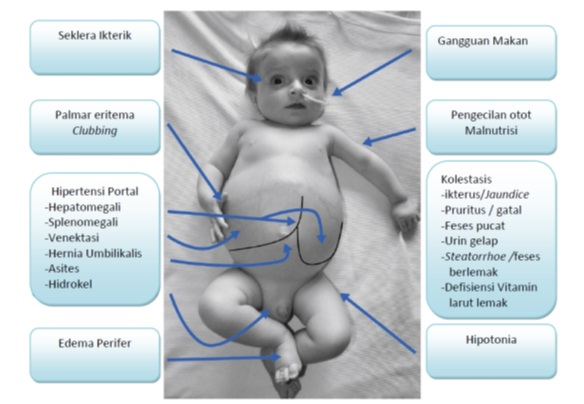 Seklera Ikterik
Palmar eritema
Clubbing
Hipertensi Portal
-Hepatomegali
-Splenomegali
-Venektasi
-Hernia Umbilikalis
-Asites
-Hidrokel
Edema Perifer
Gangguan Makan
Pengecilan otot
Malnutrisi
Kolestasis
-ikterus/Jaundice
-Pruritus / gatal
-Feses pucat
-Urin gelap
-Steatorrhoe /feses
berlemak
-Defisiensi Vitamin
larut lemak
Hipotonia